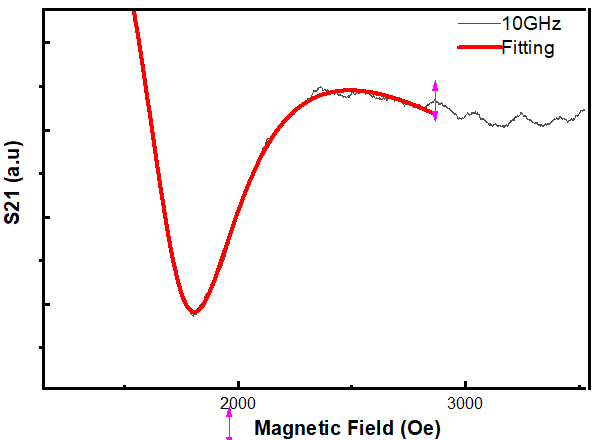 10GHz
Fitting
S21 (a.u)
2000
3000
Magnetic Field (Oe)